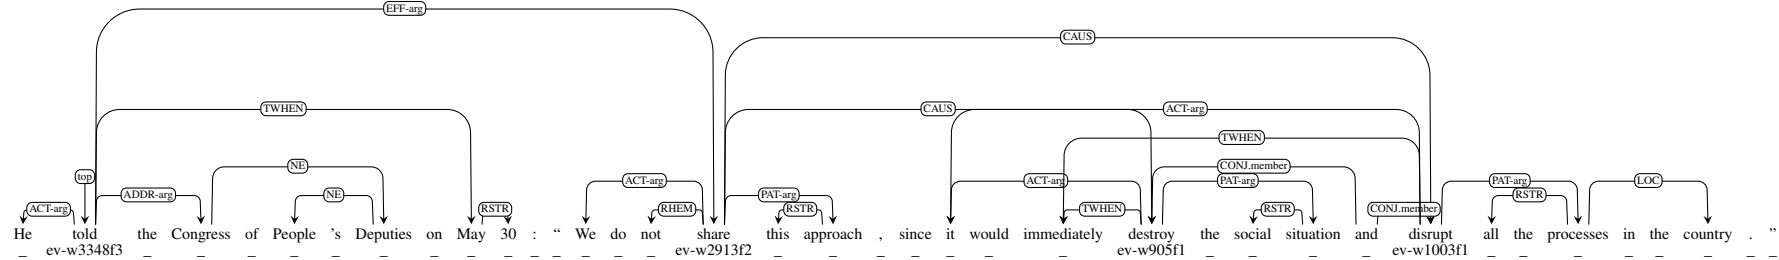 EFF-arg
CAUS
TWHEN CAUS ACT-arg
TWHEN
NE CONJ.member
top ACT-arg ACT-arg PAT-arg PAT-arg LOC
ADDR-arg NE PAT-arg RSTR
ACT-arg RSTR RHEM RSTR TWHEN RSTR CONJ.member
He told the Congress of People 's Deputies on May 30 : “ We do not share this approach , since it would immediately destroy the social situation and disrupt all the processes in the country . ”
_ ev-w3348f3 _ _ _ _ _ _ _ _ _ _ _ _ _ _ ev-w2913f2 _ _ _ _ _ _ _ ev-w905f1 _ _ _ _ ev-w1003f1 _ _ _ _ _ _ _ _